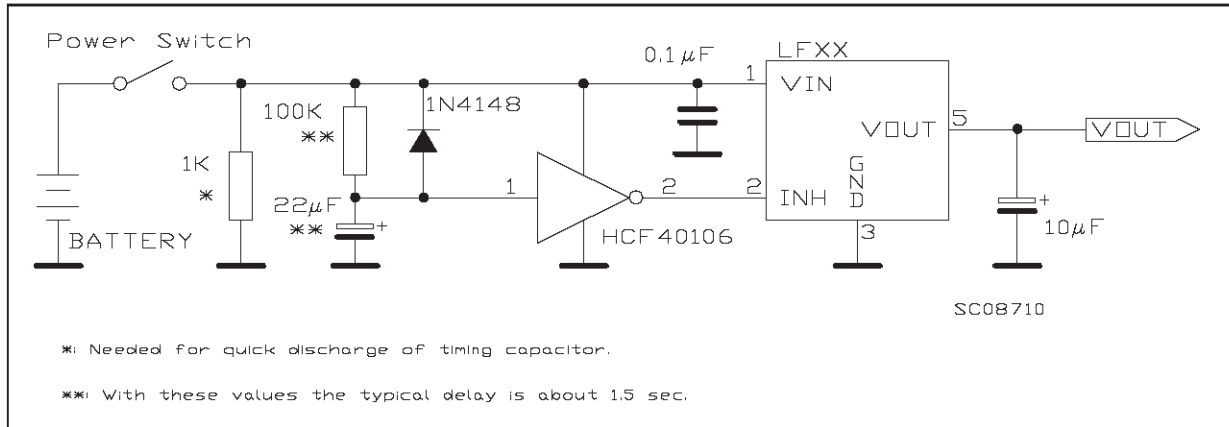 Power Switch
LFXX
0.1µF
1
VIN
100K
**
1N4148
5
VOUT
VOUT
1K
*
1
2
2
INH
GND
22µF
**
+
HCF40106
3
+
10µF
BATTERY
SC08710
*: Needed for quick discharge of timing capacitor.
**: With these values the typical delay is about 1.5 sec.